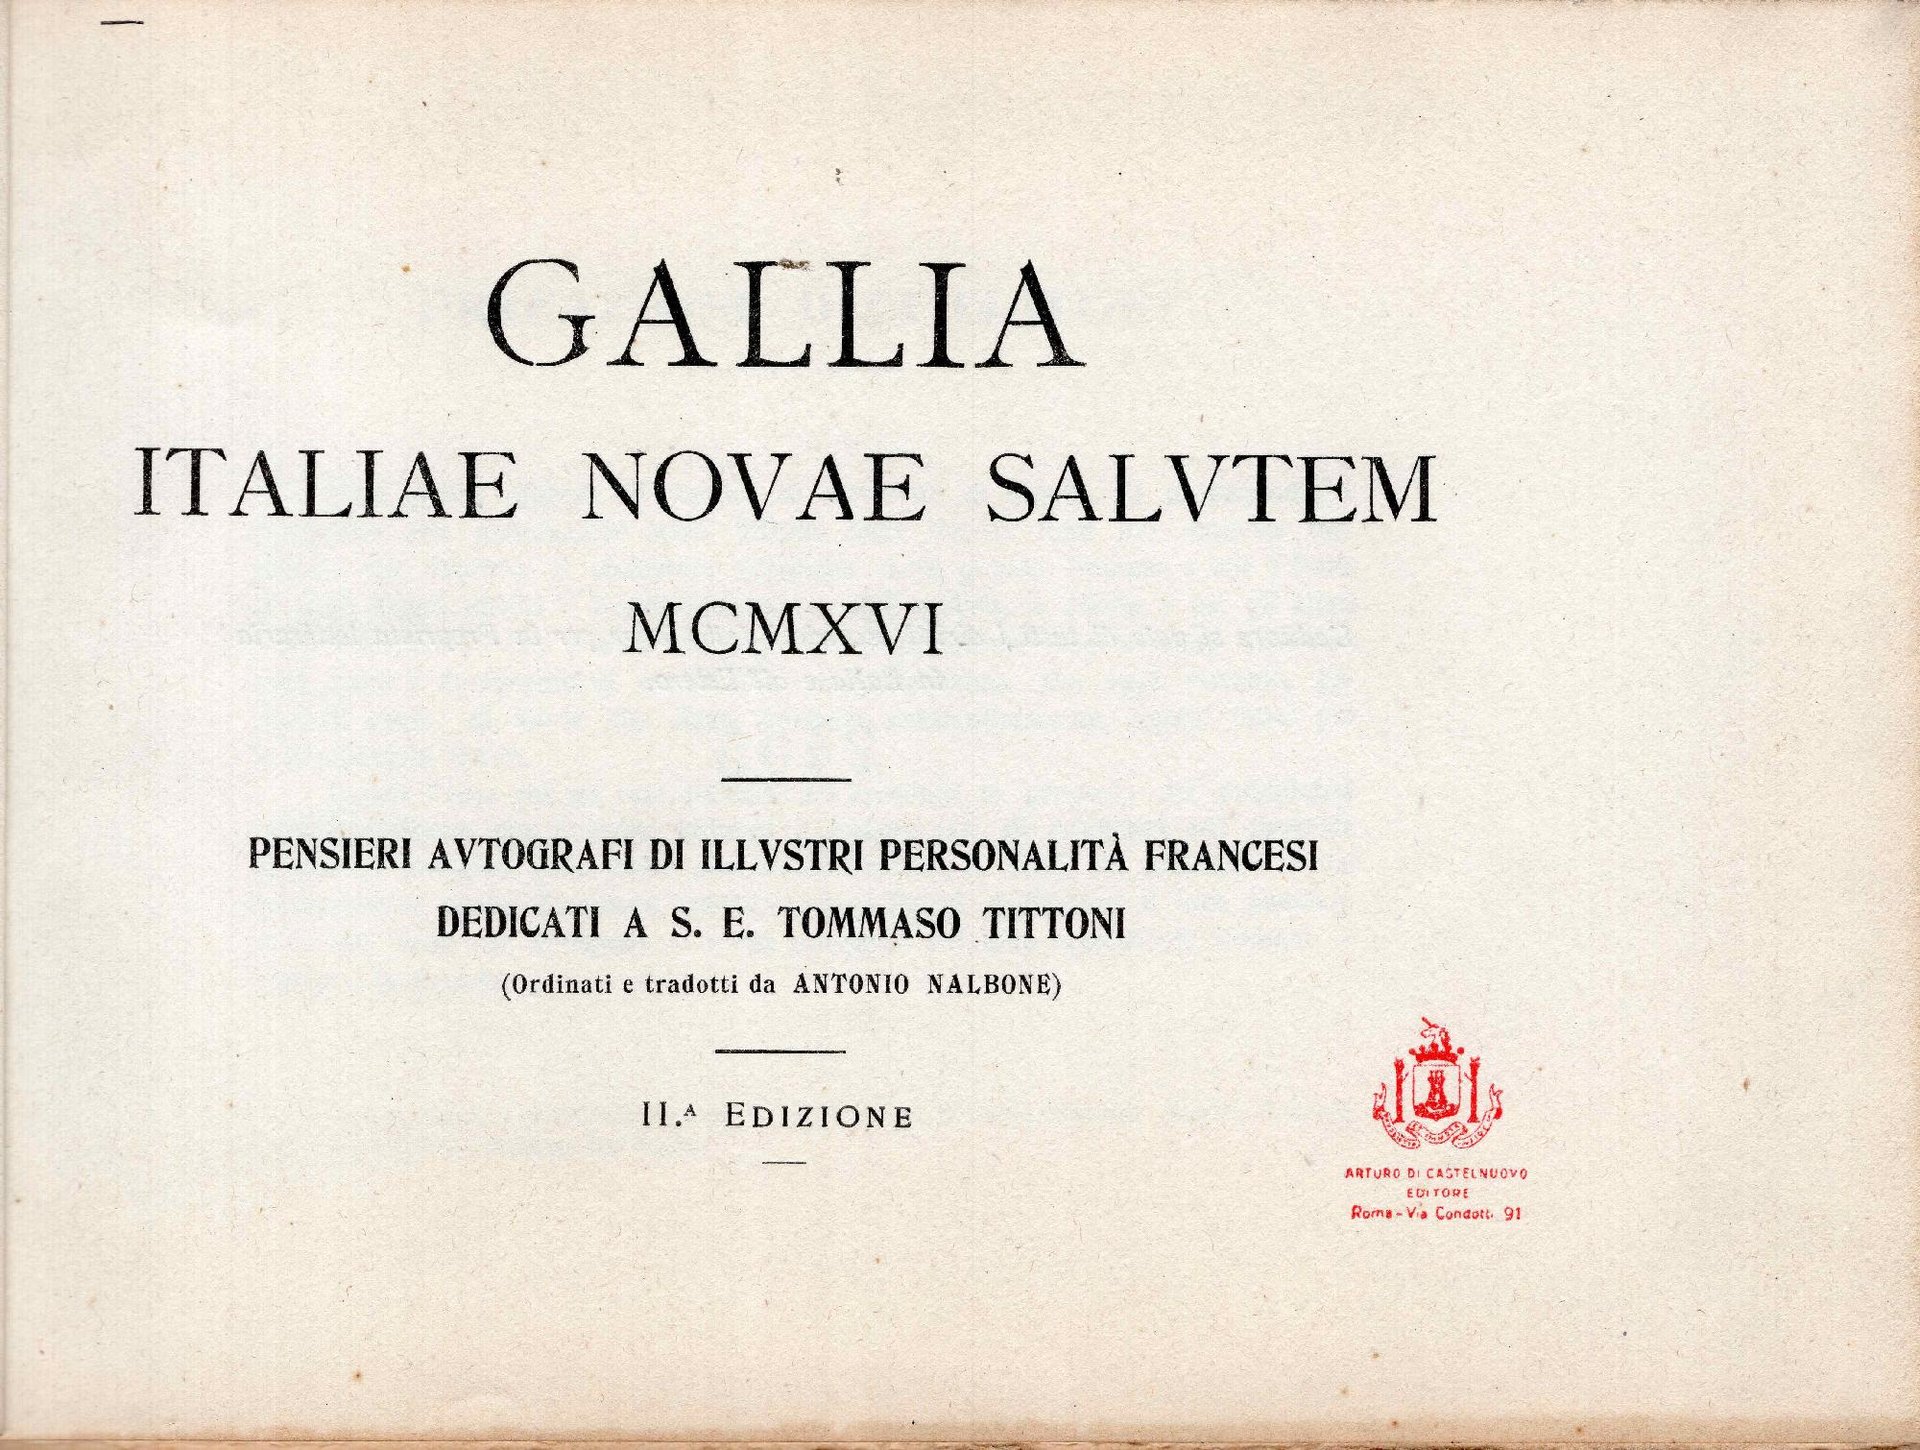 GALLIA
ITALIAE NOVAE SALVTEM
MCMXVI
PENSIERI AVTOGRAFI DI ILLVSTRI PERSONALITÀ FRANCESI
DEDICATI A S. E. TOMMASO TITTONI
(Ordinati e tradotti da ANTONIO NALBONE)
II.ᴬ EDIZIONE
ARTURO DI CASTELNUOVO
EDITORE
Roma - Via Condotti 91